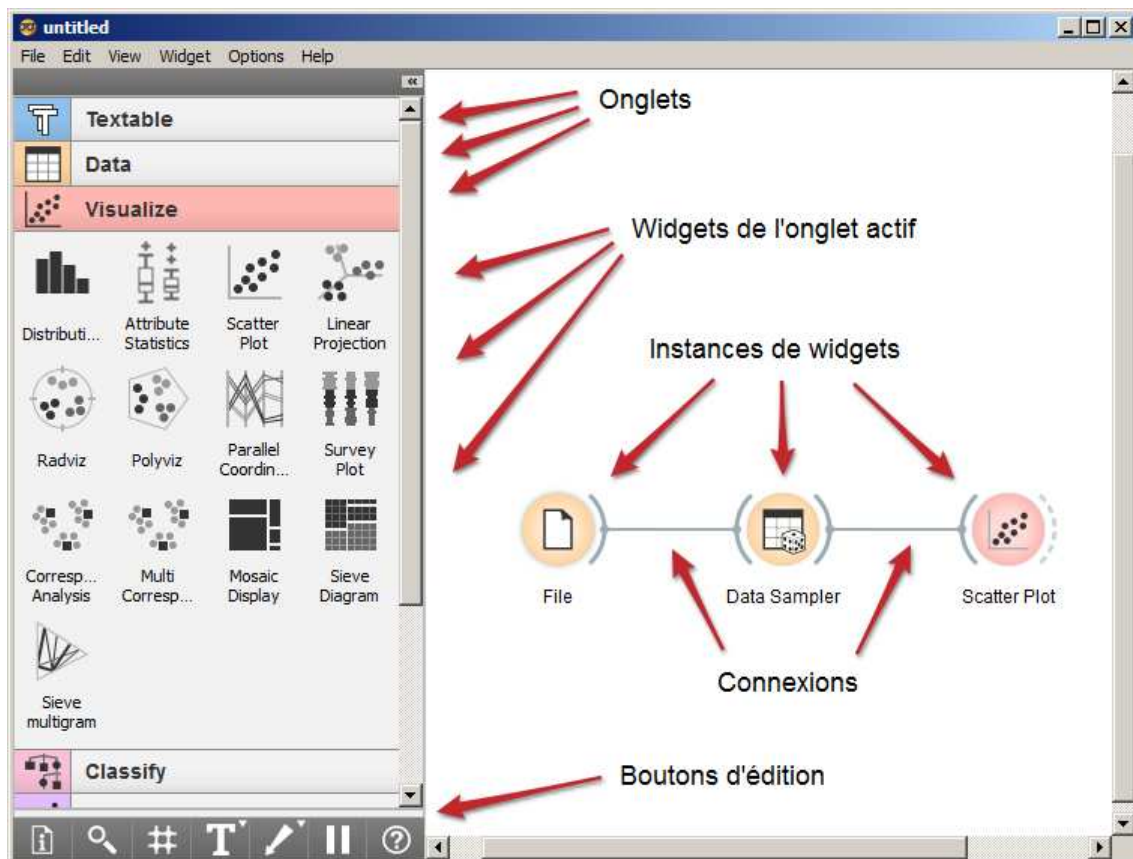 untitled
File Edit View Widget Options Help
Textable
Data
Visualize
Distributi...
Attribute
Statistics
Scatter
Plot
Linear
Projection
Radviz
Polyviz
Parallel
Coordin...
Survey
Plot
Corresp...
Analysis
Multi
Corresp...
Mosaic
Display
Sieve
Diagram
Sieve
multigram
Classify
Onglets
Widgets de l'onglet actif
Instances de widgets
File
Data Sampler
Scatter Plot
Connexions
Boutons d'édition